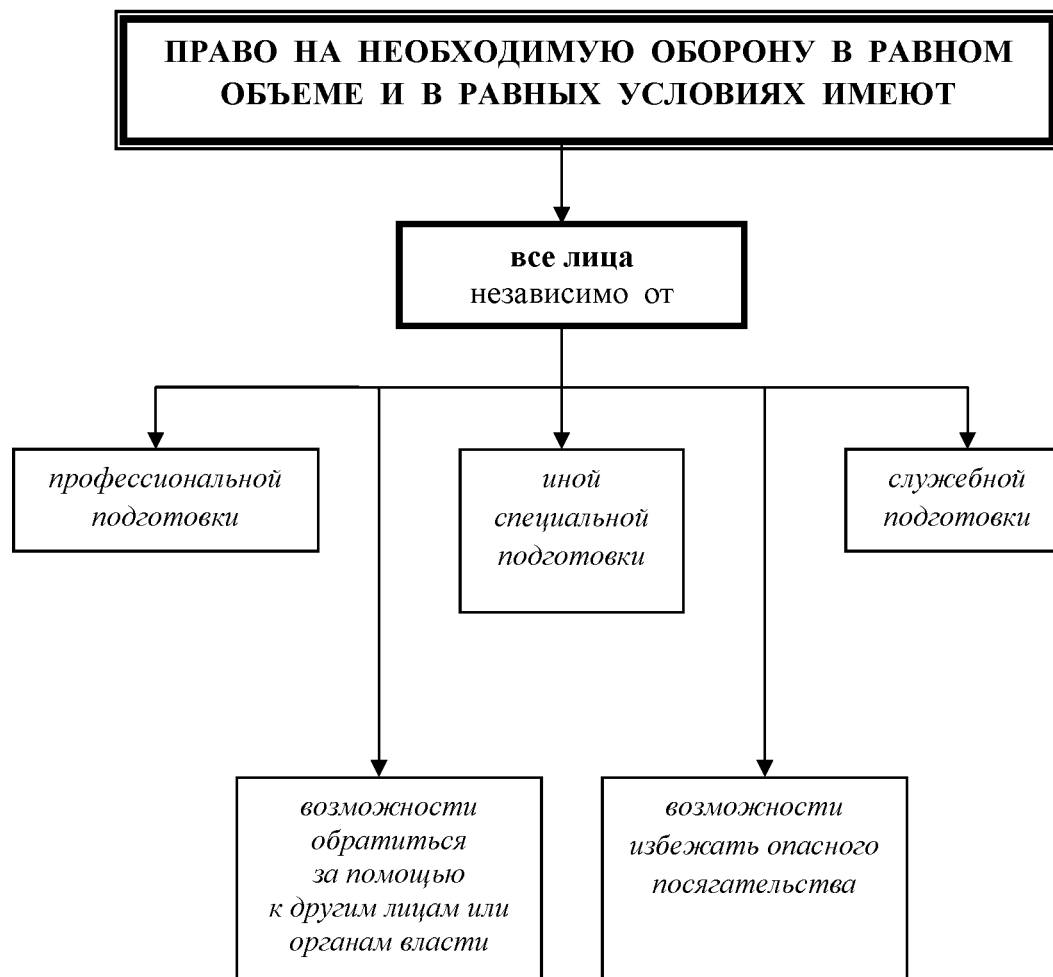 ПРАВО НА НЕОБХОДИМУЮ ОБОРОНУ В РАВНОМ
ОБЪЕМЕ И В РАВНЫХ УСЛОВИЯХ ИМЕЮТ
все лица
независимо от
профессиональной
подготовки
иной
специальной
подготовки
служебной
подготовки
возможности
обратиться
за помощью
к другим лицам или
органам власти
возможности
избежать опасного
посягательства